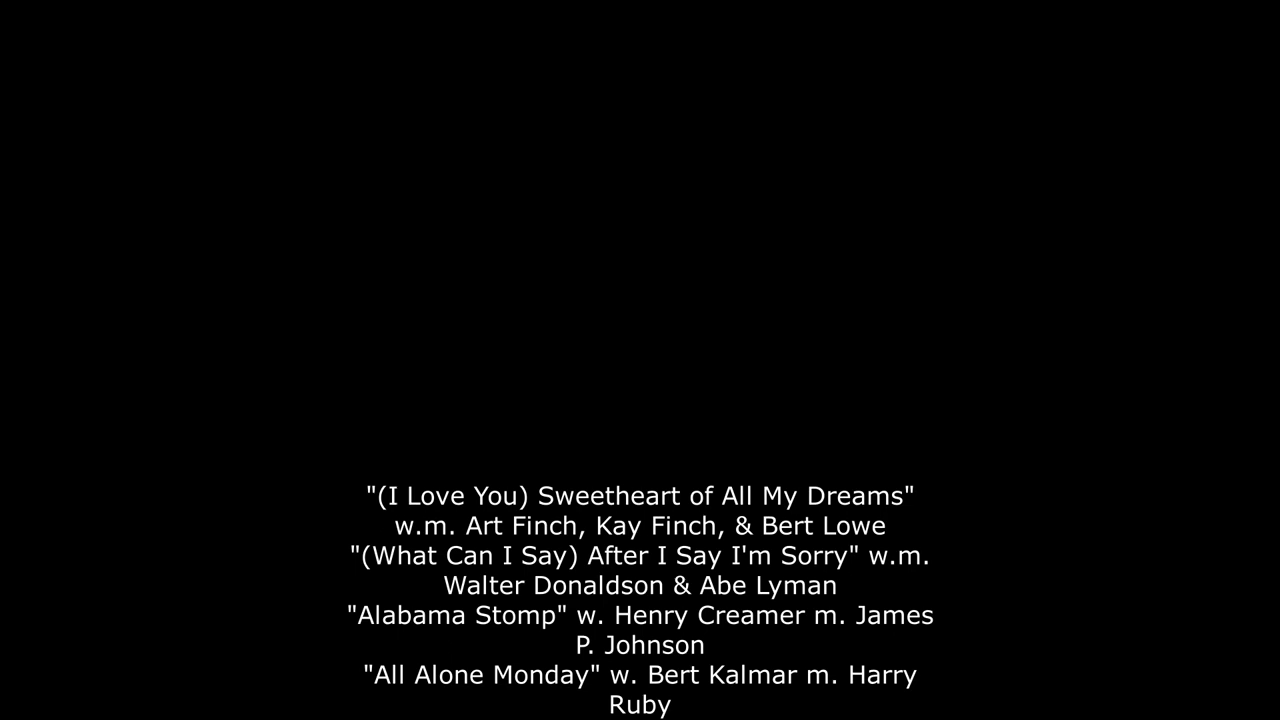 "(I Love You) Sweetheart of All My Dreams"
w.m. Art Finch, Kay Finch, & Bert Lowe
"(What Can I Say) After I Say I'm Sorry" w.m.
Walter Donaldson & Abe Lyman
"Alabama Stomp" w. Henry Creamer m. James
P. Johnson
"All Alone Monday" w. Bert Kalmar m. Harry
Ruby